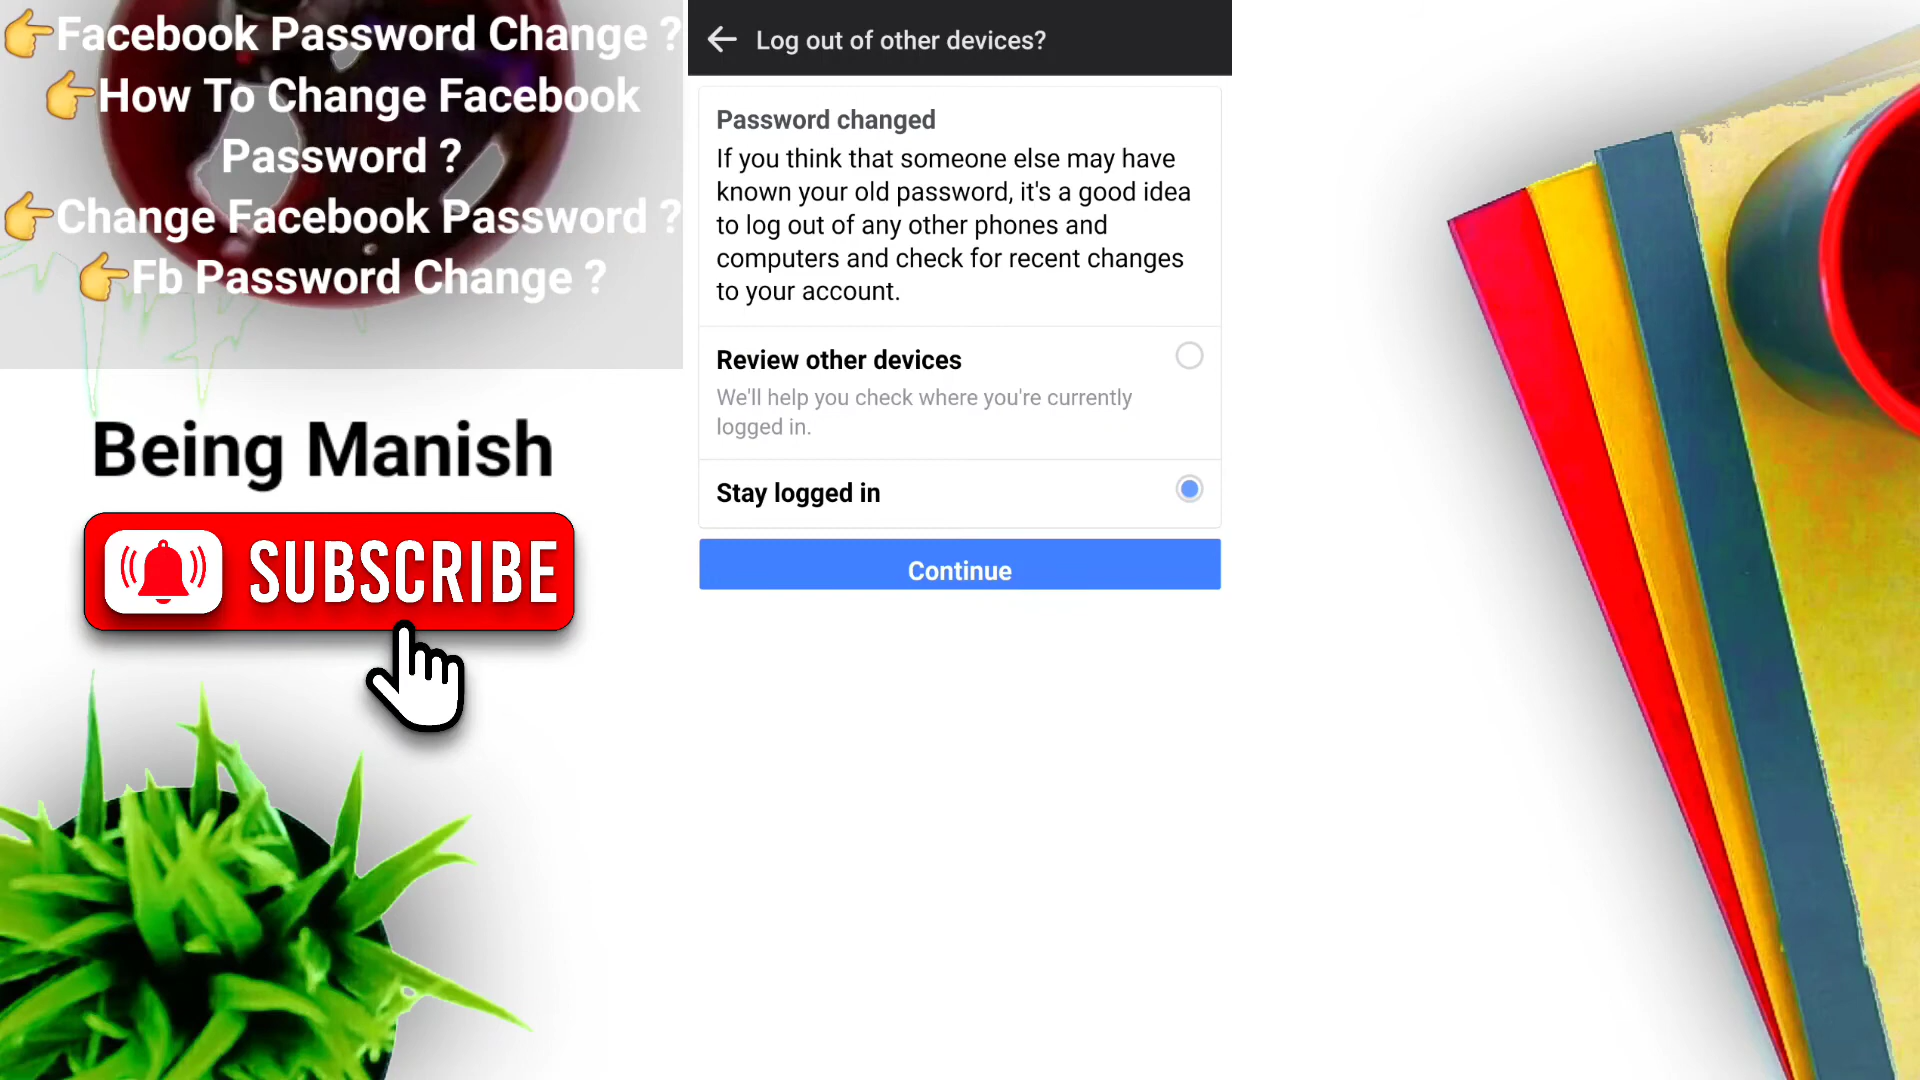 👉Facebook Password Change ?
👉How To Change Facebook
Password ?
👉Change Facebook Password ?
👉Fb Password Change ?
Being Manish
SUBSCRIBE
Log out of other devices?
Password changed
If you think that someone else may have
known your old password, it's a good idea
to log out of any other phones and
computers and check for recent changes
to your account.
Review other devices
We'll help you check where you're currently
logged in.
Stay logged in
Continue